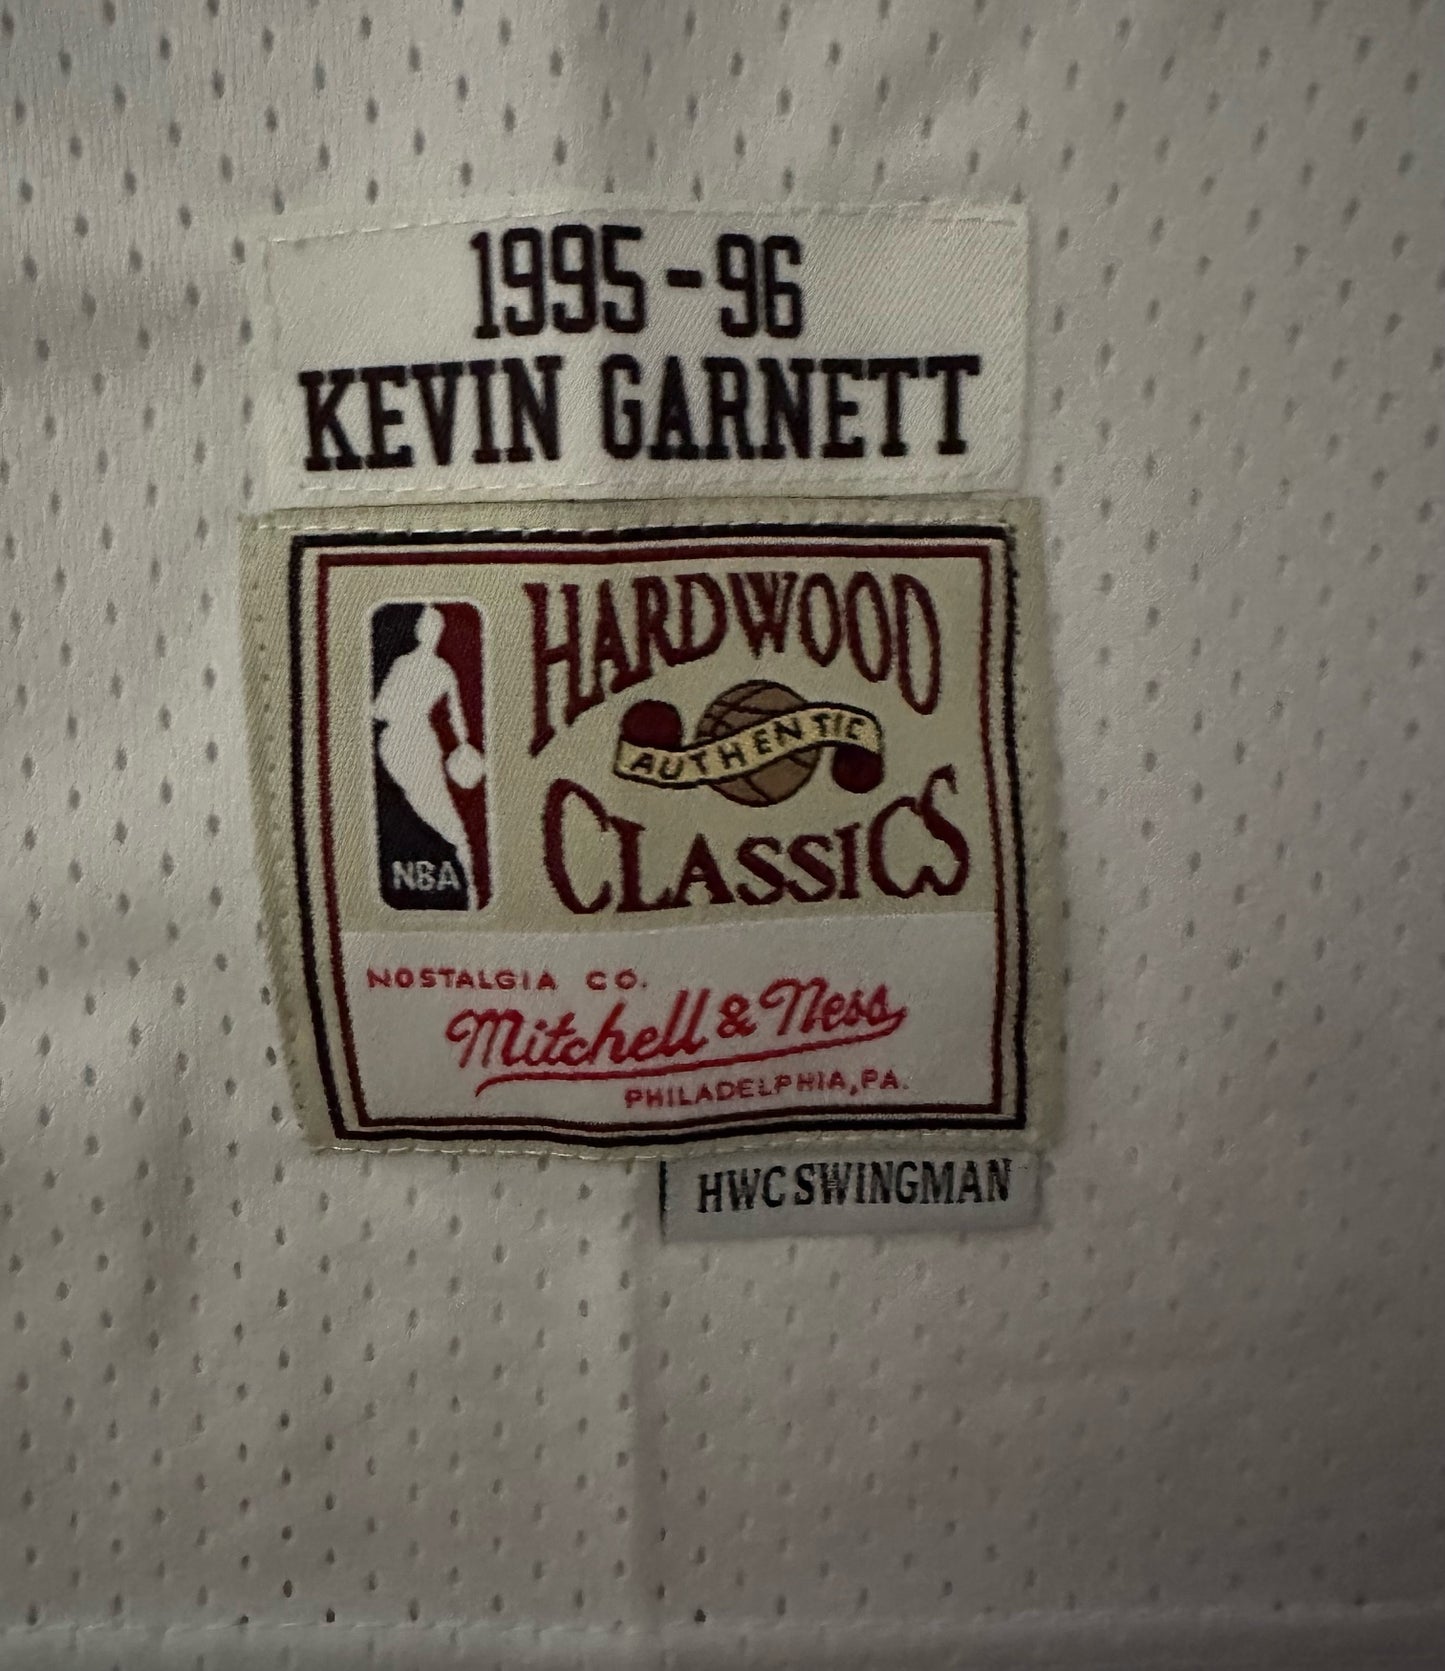 1995-96
KEVIN GARNETT
HARDWOOD
AUTHENTIC
CLASSICS
NBA
NOSTALGIA CO.
Mitchell & Ness
PHILADELPHIA, PA.
HWC SWINGMAN